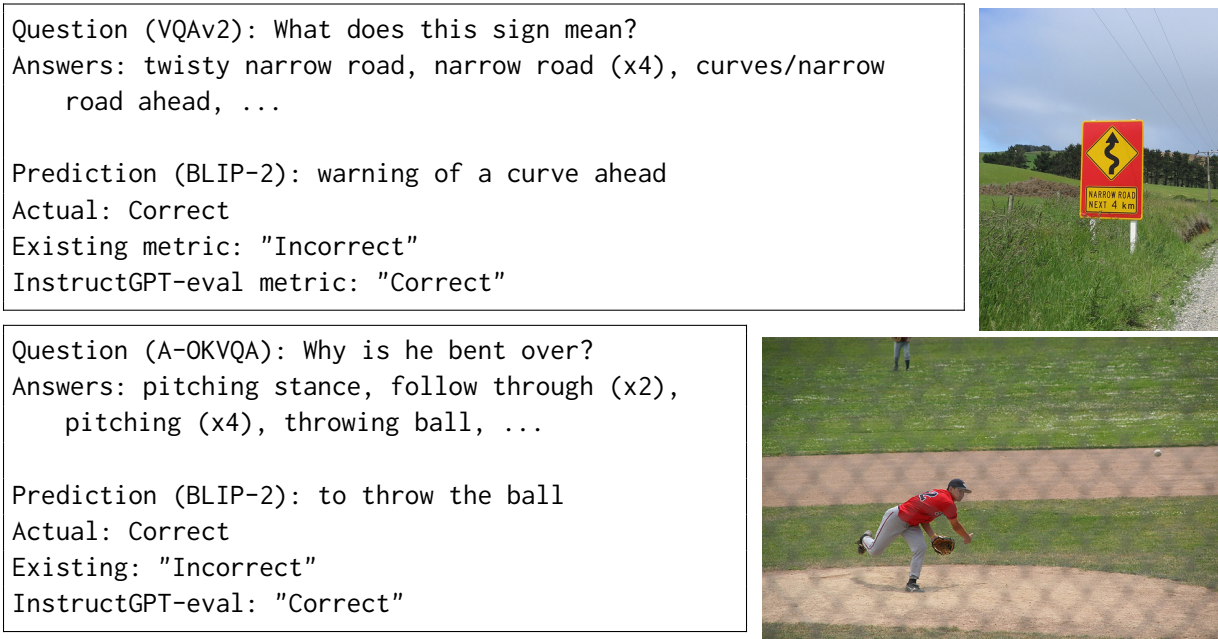 Question (VQAv2): What does this sign mean?
Answers: twisty narrow road, narrow road (x4), curves/narrow
road ahead, ...
Prediction (BLIP-2): warning of a curve ahead
Actual: Correct
Existing metric: "Incorrect"
InstructGPT-eval metric: "Correct"
NARROW ROAD
NEXT 4 km
Question (A-OKVQA): Why is he bent over?
Answers: pitching stance, follow through (x2),
pitching (x4), throwing ball, ...
Prediction (BLIP-2): to throw the ball
Actual: Correct
Existing: "Incorrect"
InstructGPT-eval: "Correct"